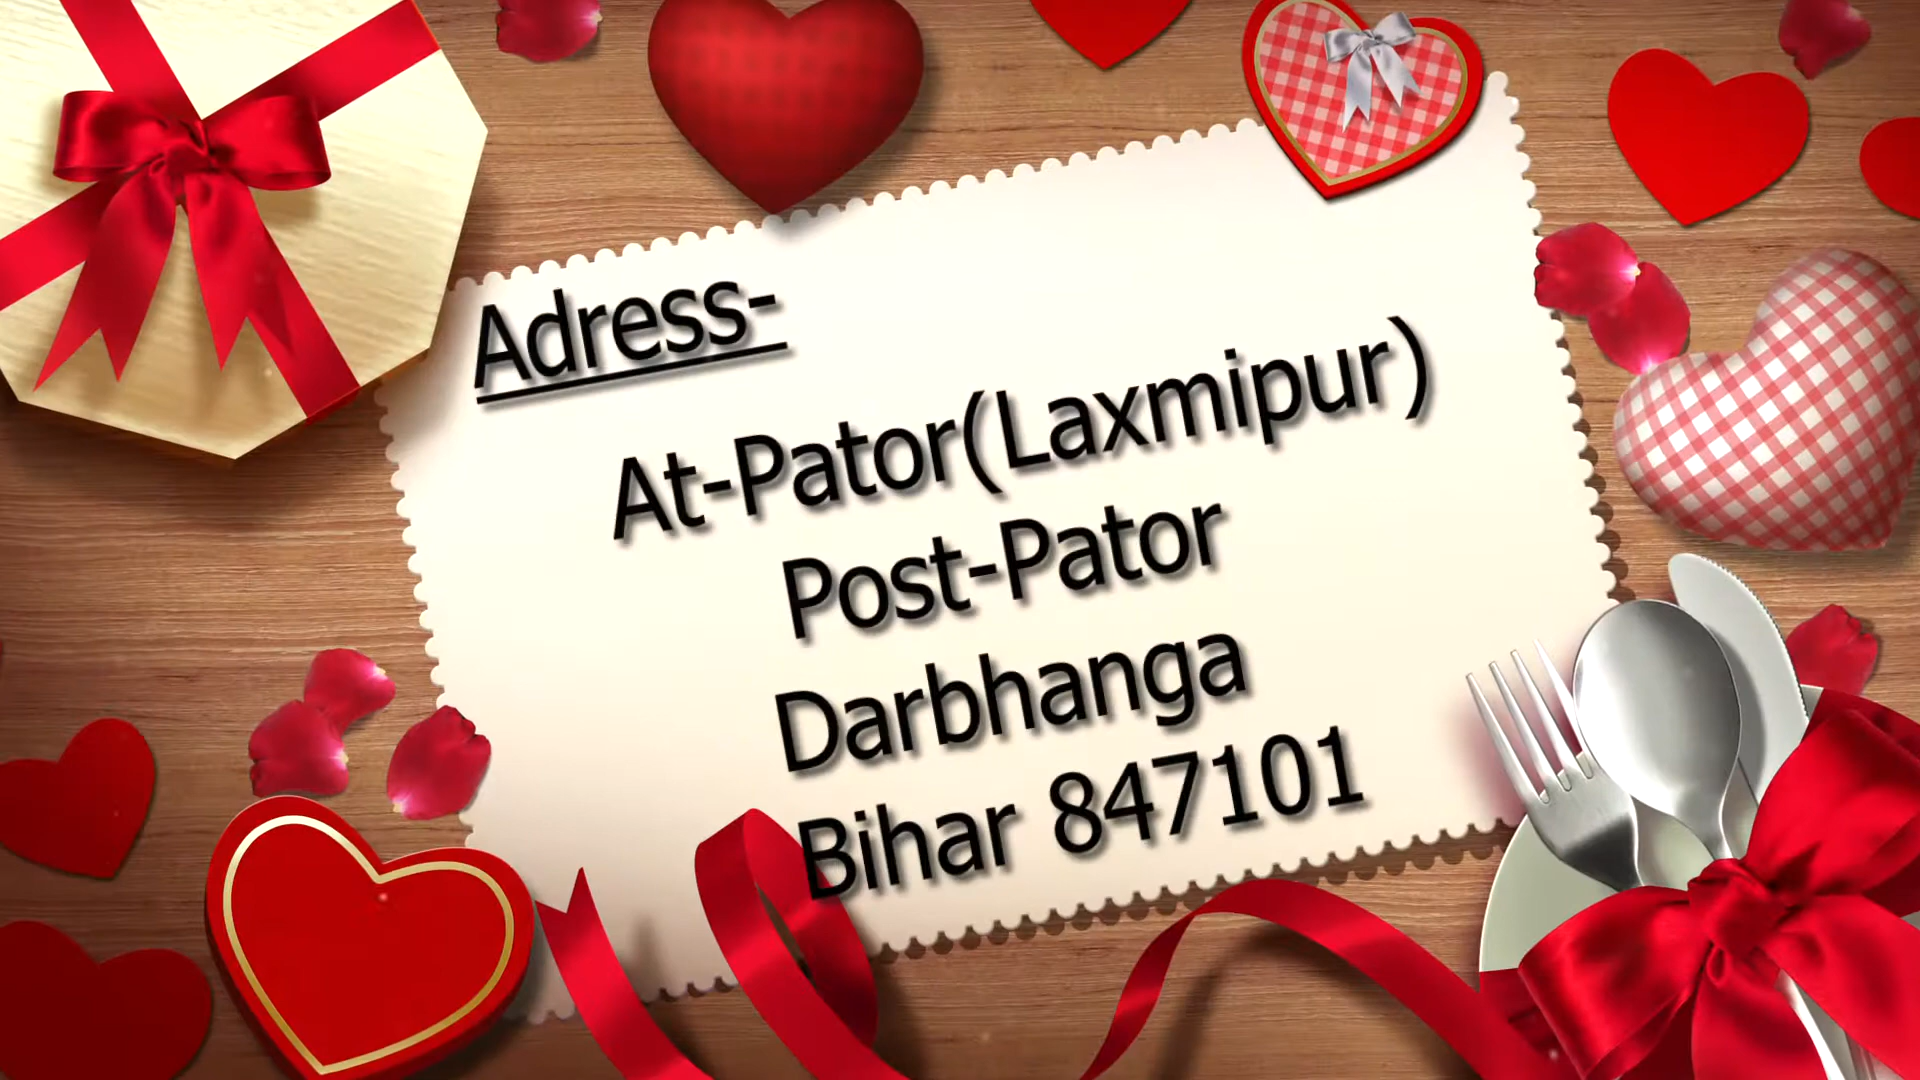 Adress-
At-Pator(Laxmipur)
Post-Pator
Darbhanga
Bihar 847101